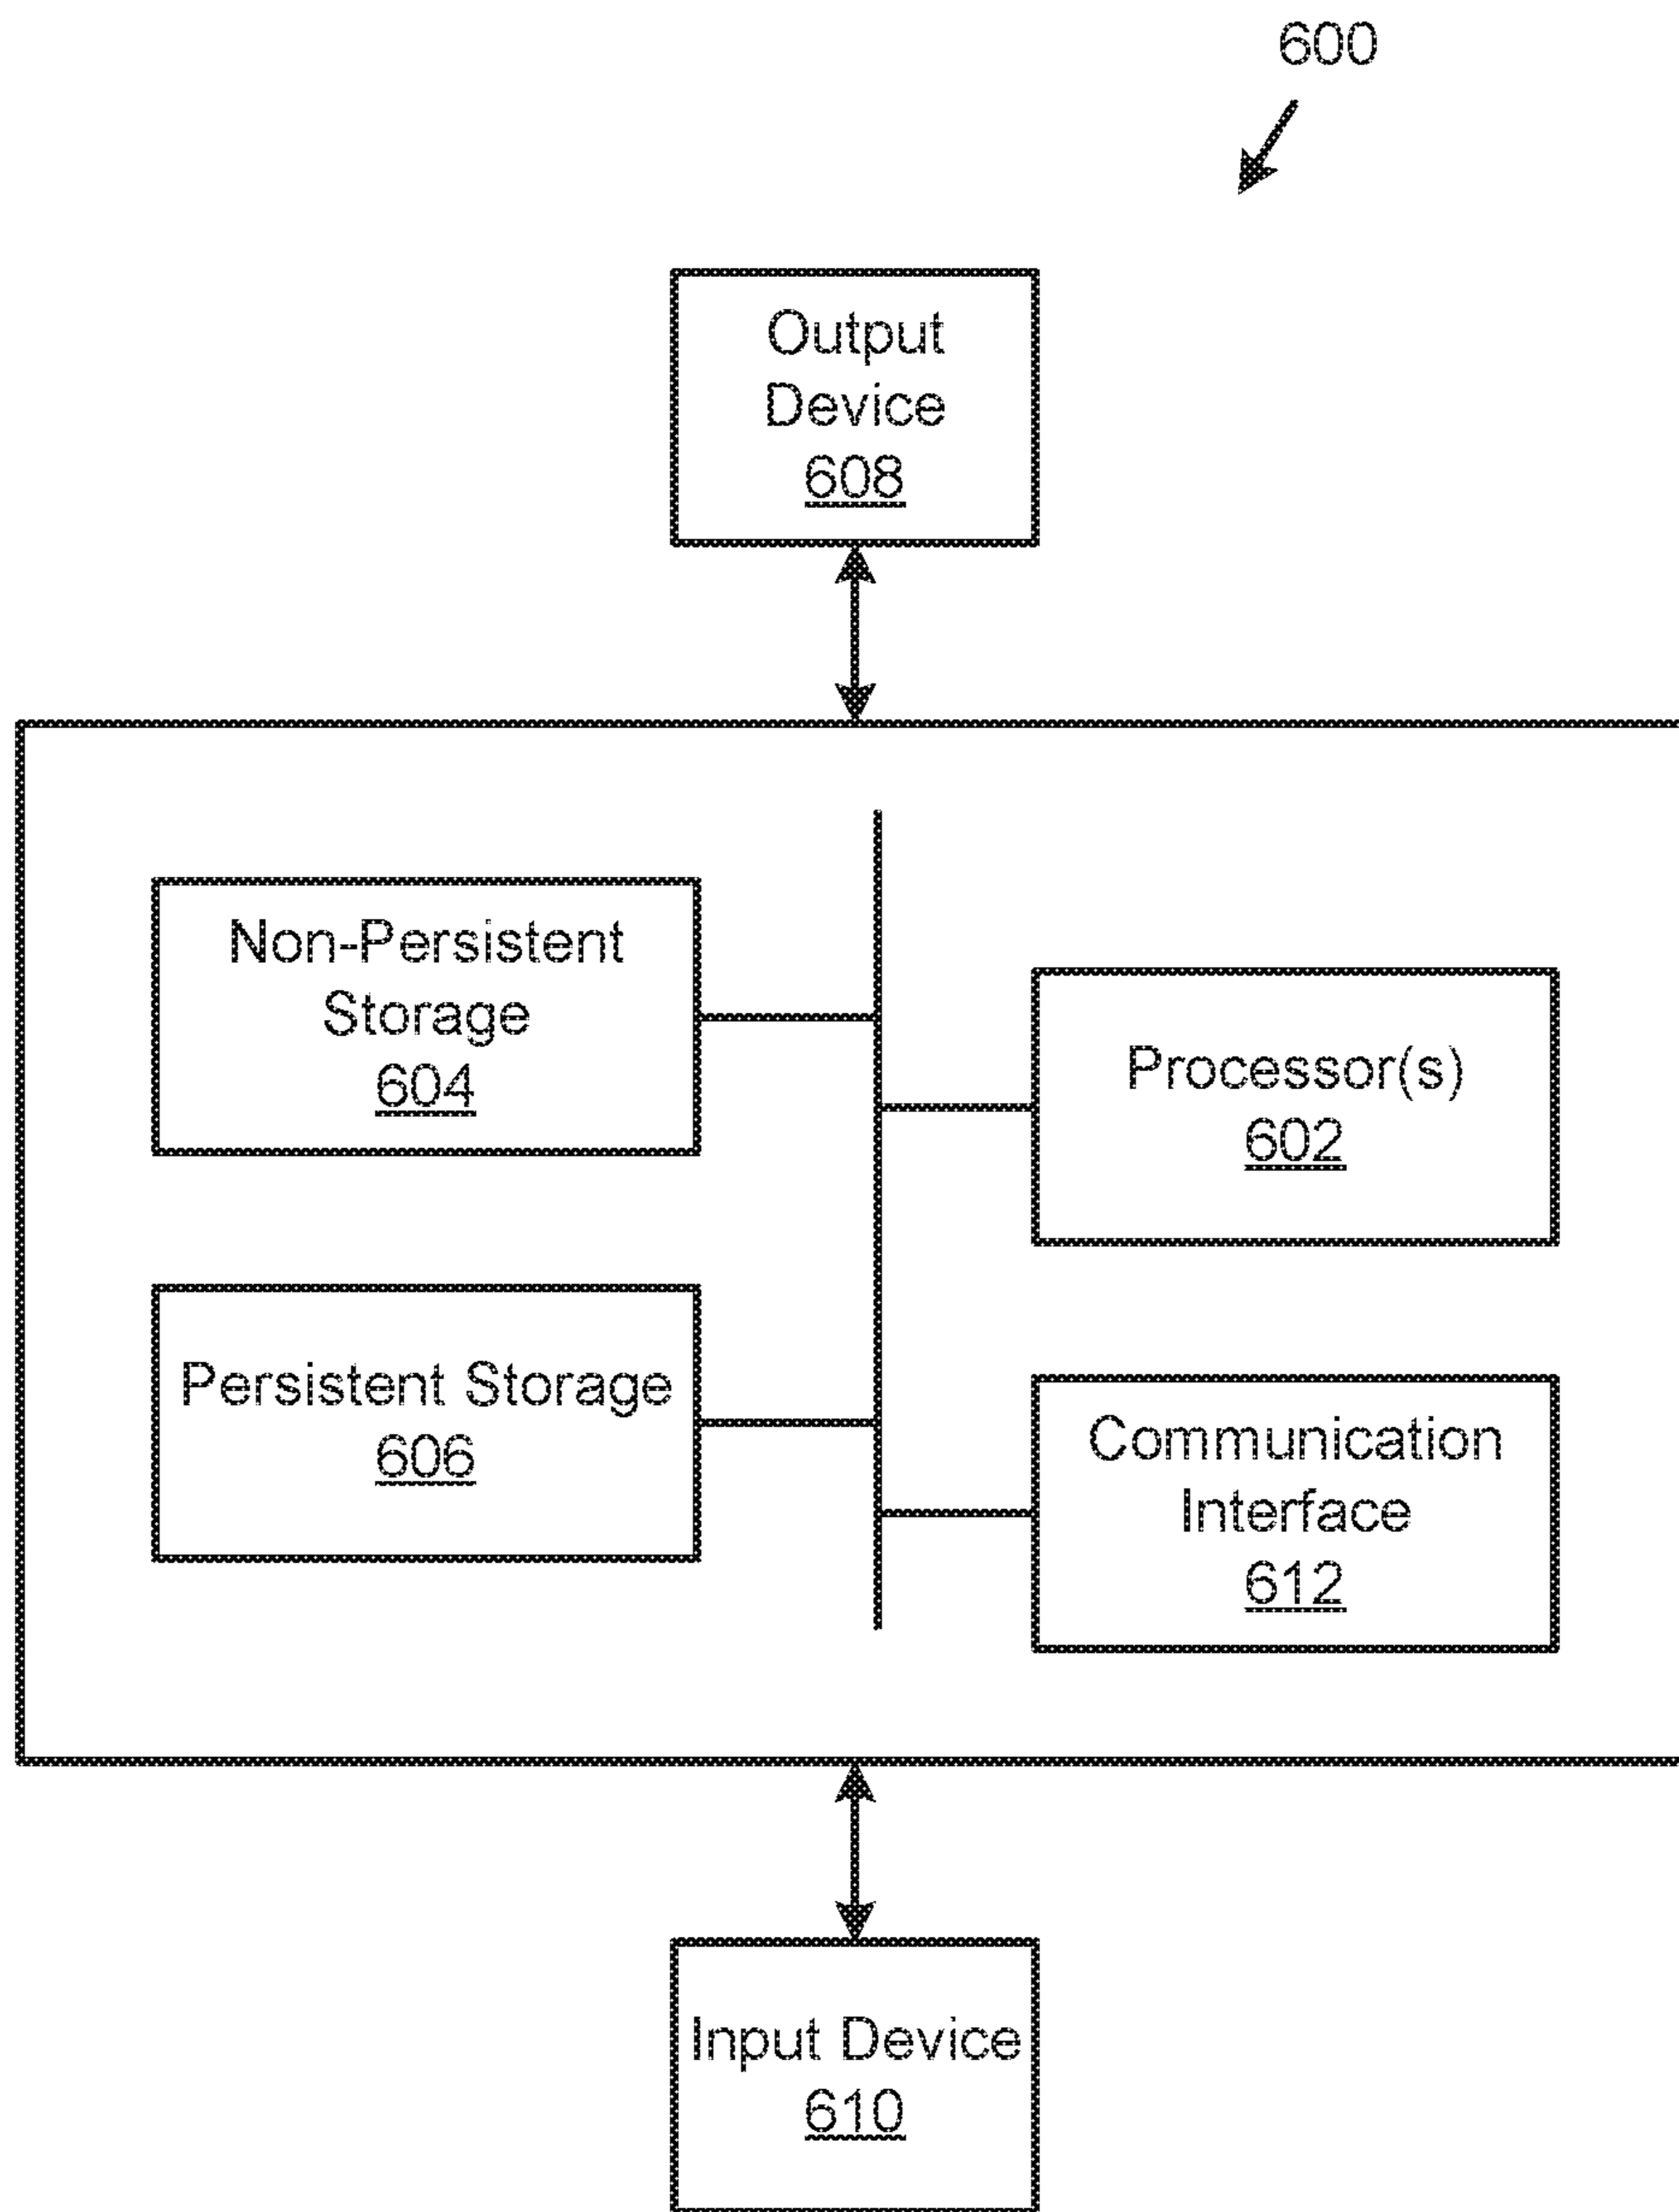 600
Output
Device
608
Non-Persistent
Storage
604
Processor(s)
602
Persistent Storage
606
Communication
Interface
612
Input Device
610